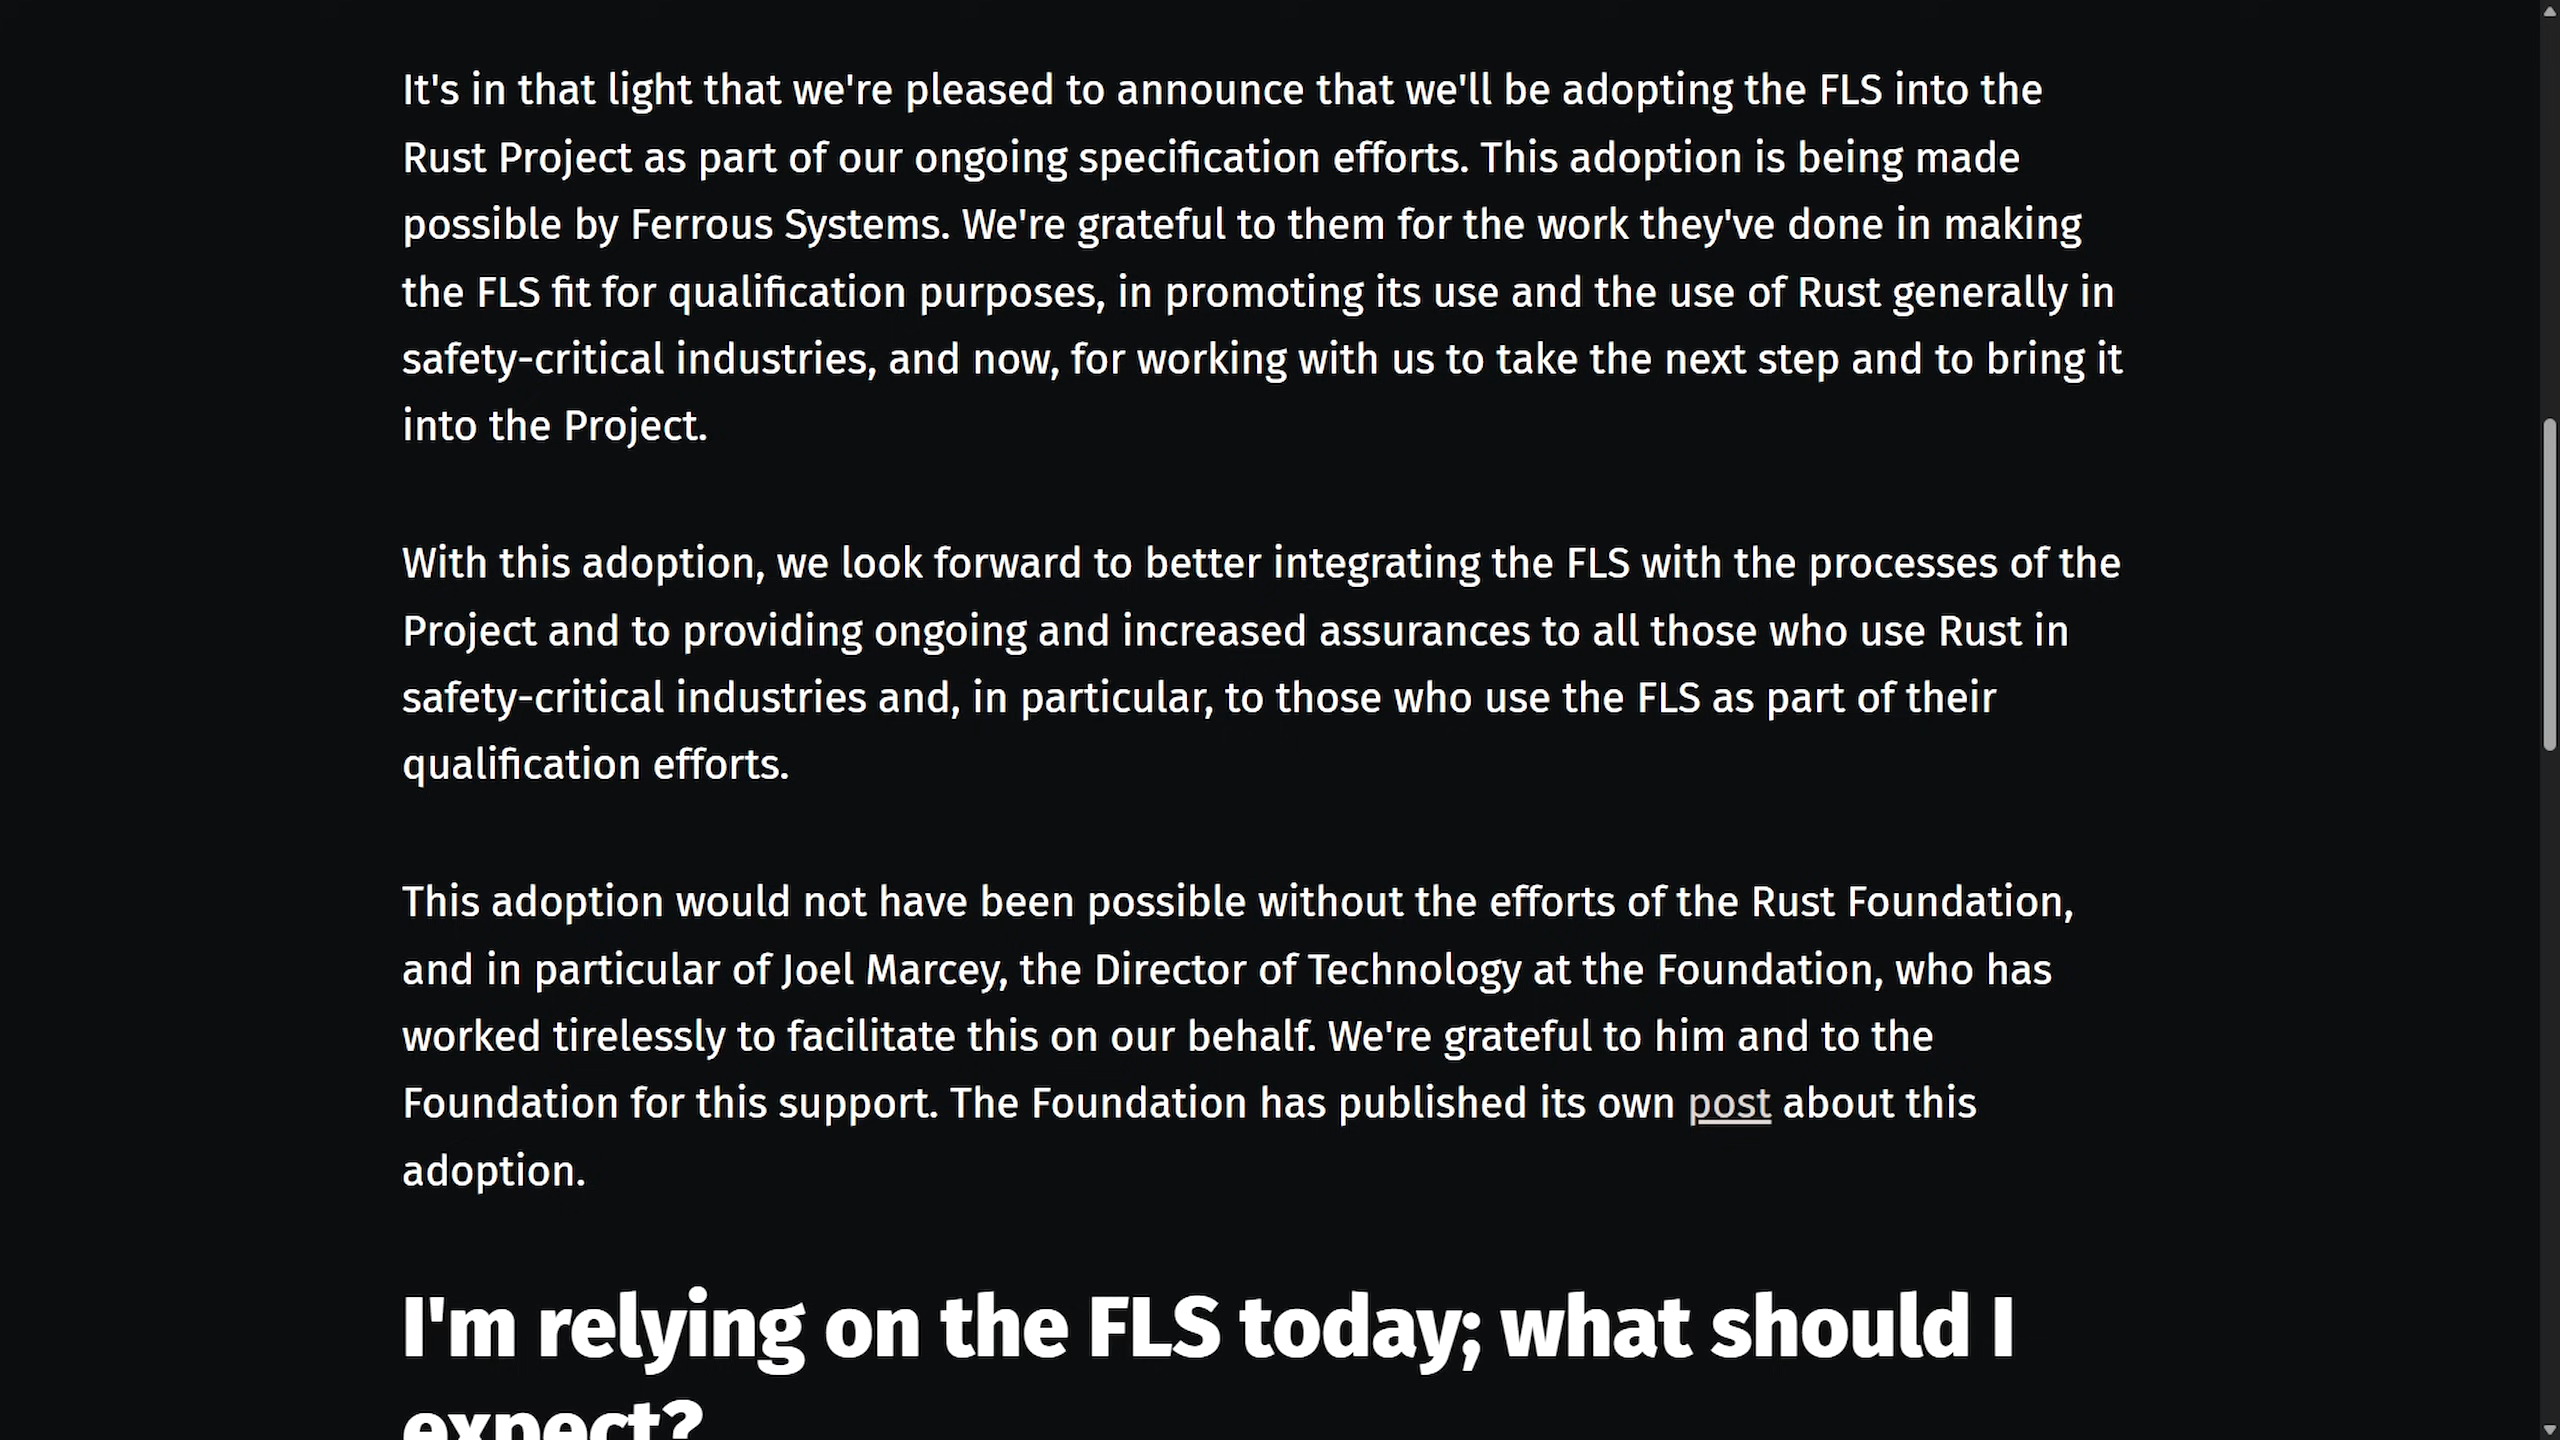 It's in that light that we're pleased to announce that we'll be adopting the FLS into the
Rust Project as part of our ongoing specification efforts. This adoption is being made
possible by Ferrous Systems. We're grateful to them for the work they've done in making
the FLS fit for qualification purposes, in promoting its use and the use of Rust generally in
safety-critical industries, and now, for working with us to take the next step and to bring it
into the Project.
With this adoption, we look forward to better integrating the FLS with the processes of the
Project and to providing ongoing and increased assurances to all those who use Rust in
safety-critical industries and, in particular, to those who use the FLS as part of their
qualification efforts.
This adoption would not have been possible without the efforts of the Rust Foundation,
and in particular of Joel Marcey, the Director of Technology at the Foundation, who has
worked tirelessly to facilitate this on our behalf. We're grateful to him and to the
Foundation for this support. The Foundation has published its own post about this
adoption.
I'm relying on the FLS today; what should I
expect?